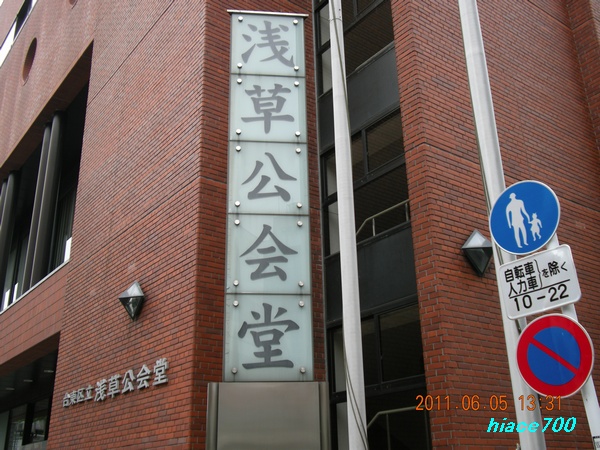 浅草公会堂
台東区立浅草公会堂
自転車
人力車
を除く
10-22
2011.06.05 13:31
hiace700